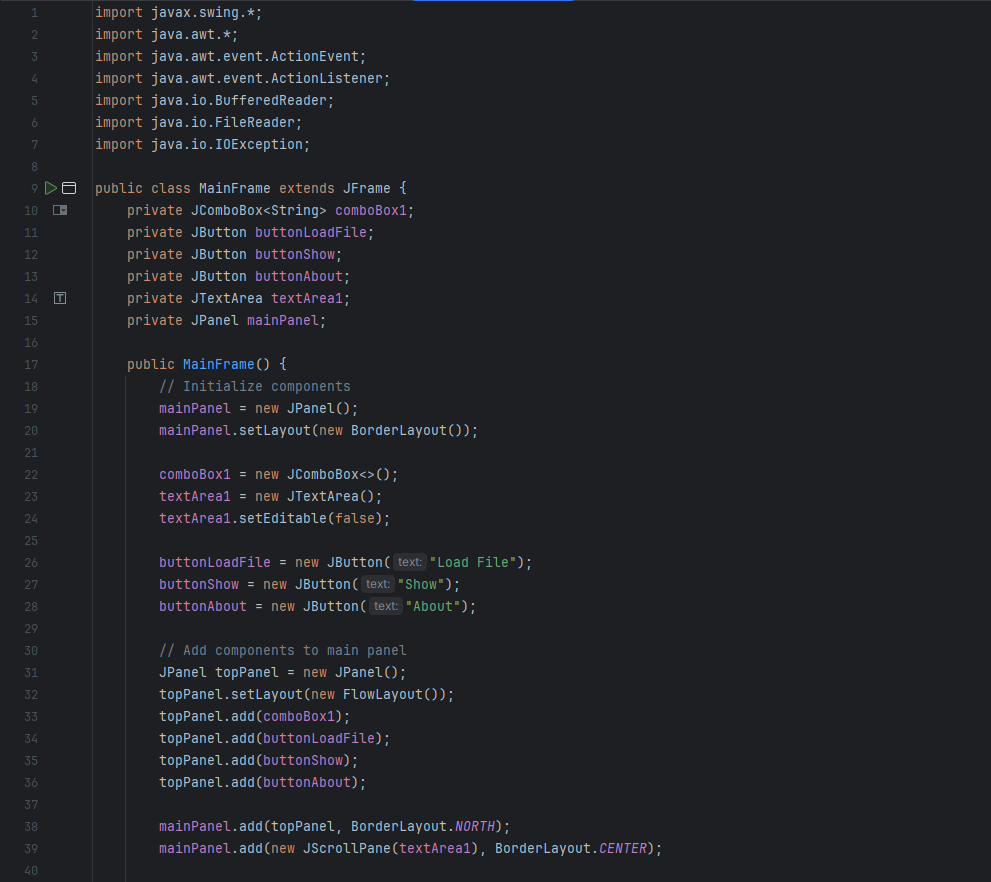 1 import javax.swing.*;
2 import java.awt.*;
3 import java.awt.event.ActionEvent;
4 import java.awt.event.ActionListener;
5 import java.io.BufferedReader;
6 import java.io.FileReader;
7 import java.io.IOException;
8
9 public class MainFrame extends JFrame {
10     private JComboBox<String> comboBox1;
11     private JButton buttonLoadFile;
12     private JButton buttonShow;
13     private JButton buttonAbout;
14 T     private JTextArea textArea1;
15     private JPanel mainPanel;
16
17     public MainFrame() {
18         // Initialize components
19         mainPanel = new JPanel();
20         mainPanel.setLayout(new BorderLayout());
21
22         comboBox1 = new JComboBox<>();
23         textArea1 = new JTextArea();
24         textArea1.setEditable(false);
25
26         buttonLoadFile = new JButton( text: "Load File");
27         buttonShow = new JButton( text: "Show");
28         buttonAbout = new JButton( text: "About");
29
30         // Add components to main panel
31         JPanel topPanel = new JPanel();
32         topPanel.setLayout(new FlowLayout());
33         topPanel.add(comboBox1);
34         topPanel.add(buttonLoadFile);
35         topPanel.add(buttonShow);
36         topPanel.add(buttonAbout);
37
38         mainPanel.add(topPanel, BorderLayout.NORTH);
39         mainPanel.add(new JScrollPane(textArea1), BorderLayout.CENTER);
40